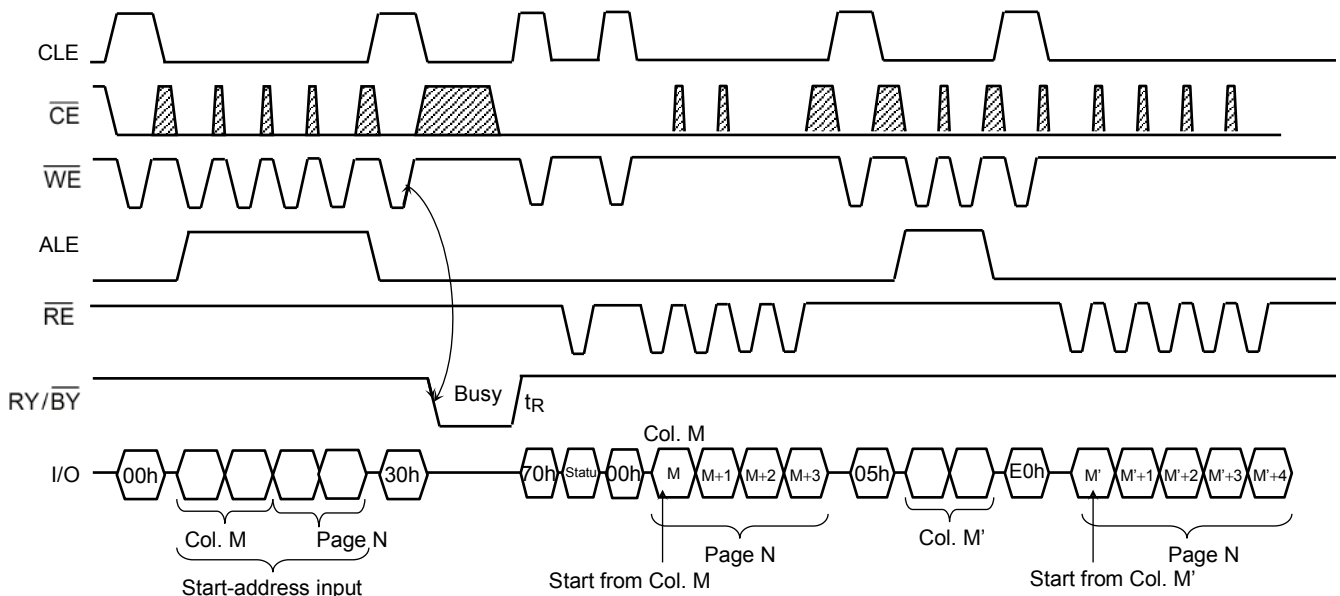 CLE
CE
WE
ALE
RE
RY/BY
Busy
tR
Col. M
I/O
00h
30h
70h
Statu
00h
M
M+1
M+2
M+3
05h
E0h
M'
M'+1
M'+2
M'+3
M'+4
Col. M
Page N
Page N
Col. M'
Page N
Start-address input
Start from Col. M
Start from Col. M'